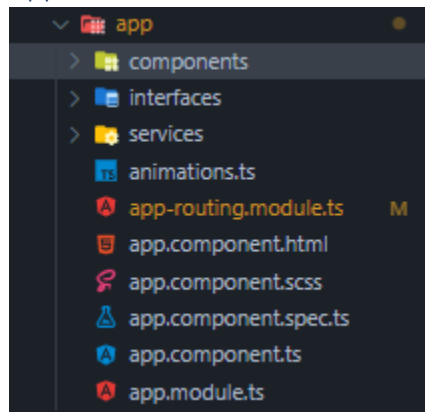 app
components
interfaces
services
TS animations.ts
app-routing.module.ts M
app.component.html
app.component.scss
app.component.spec.ts
app.component.ts
app.module.ts